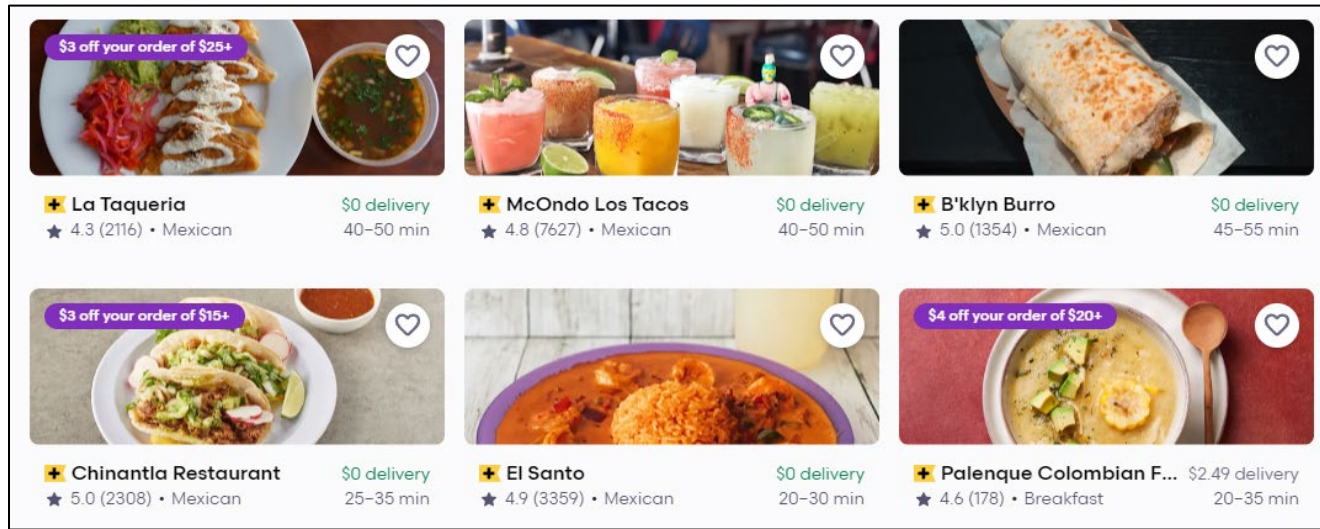 $3 off your order of $25+
La Taqueria $0 delivery
4.3 (2116) • Mexican 40–50 min
McOndo Los Tacos $0 delivery
4.8 (7627) • Mexican 40–50 min
B'klyn Burro $0 delivery
5.0 (1354) • Mexican 45–55 min
$3 off your order of $15+
Chinantla Restaurant $0 delivery
5.0 (2308) • Mexican 25–35 min
El Santo $0 delivery
4.9 (3359) • Mexican 20–30 min
$4 off your order of $20+
Palenque Colombian F... $2.49 delivery
4.6 (178) • Breakfast 20–35 min